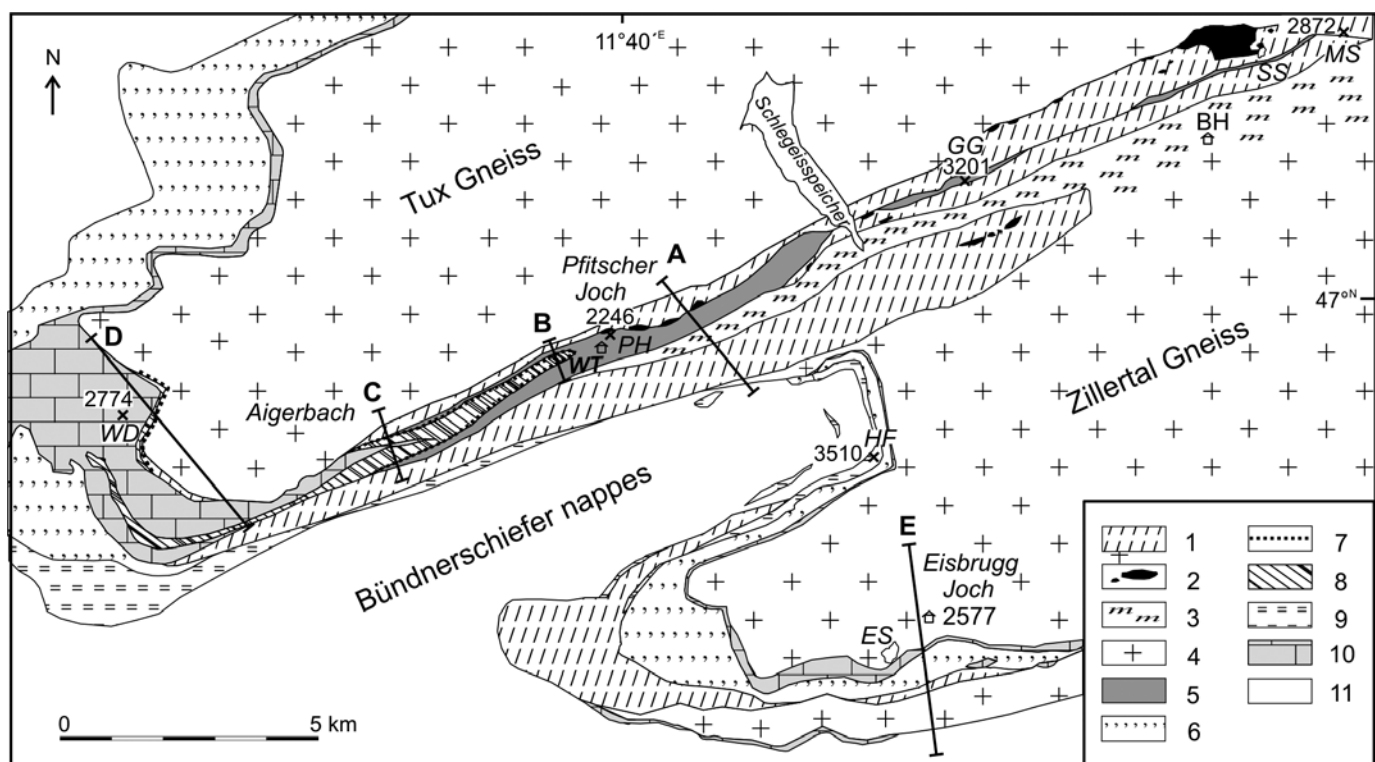 11°40´E
N
2872
MS
SS
Schlegeisspeicher
BH
GG
3201
Tux Gneiss
Pfitscher
Joch
A
2246
47°N
D
B
PH
WT
Zillertal Gneiss
2774
WD
Aigerbach
C
HF
3510
Bündnerschiefer nappes
E
Eisbrugg
Joch
2577
ES
0
5 km
1
2
3
4
5
6
7
8
9
10
11